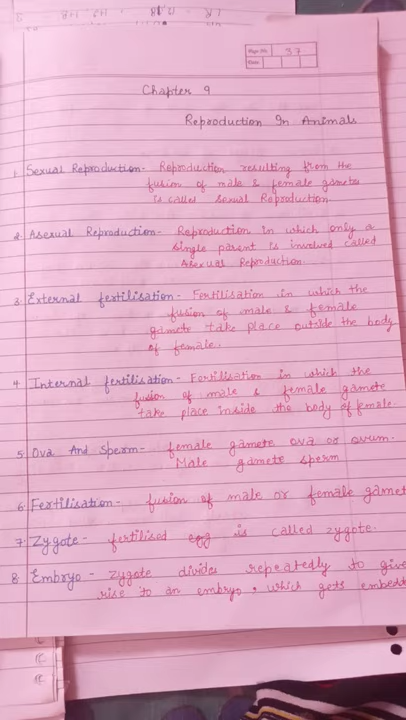 Page No. 37
Date
Chapter 9
Reproduction In Animals
1. Sexual Reproduction- Reproduction resulting from the
fusion of male & female gamete
is called Sexual Reproduction
2. Asexual Reproduction- Reproduction in which only a
single parent is involved called
Asexual Reproduction.
3. External fertilisation- Fertilisation in which the
fusion of male & female
gamete take place outside the body
of female.
4. Internal fertilisation- Fertilisation in which the
fusion of male & female gamete
take place inside the body of female.
5. Ova And Sperm- female gamete ova or ovum.
Male gamete sperm
6. Fertilisation- fusion of male or female gamet
7. Zygote- fertilised egg is called zygote.
8. Embryo- zygote divides repeatedly to give
rise to an embryo. which gets embedd